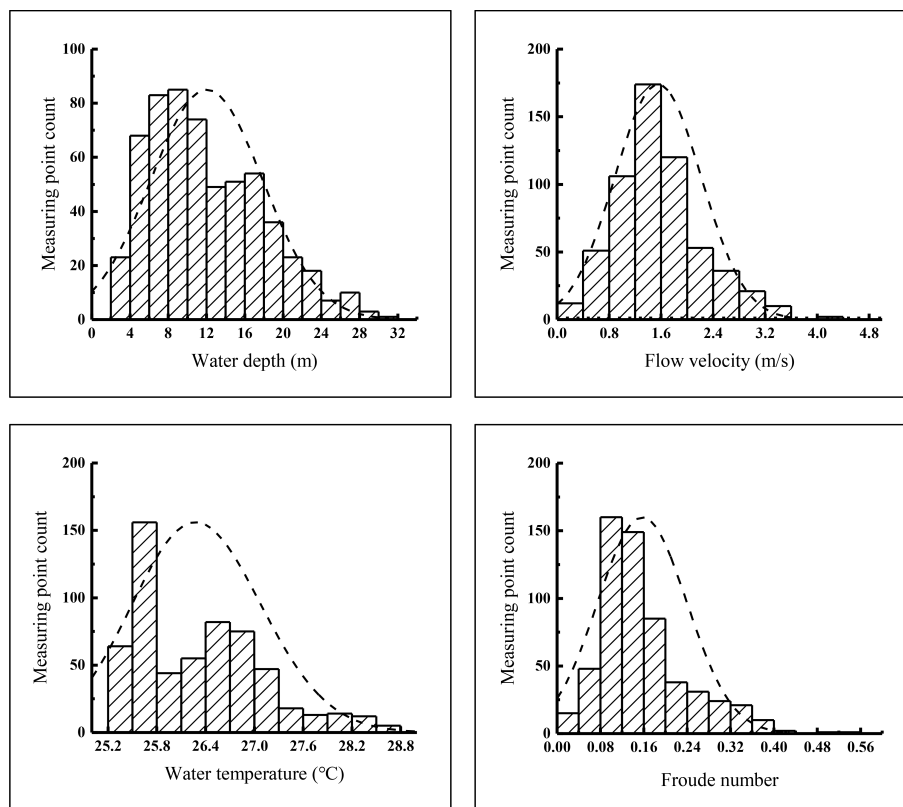 100
80
60
40
20
0
Measuring point count
0 4 8 12 16 20 24 28 32
Water depth (m)
200
150
100
50
0
Measuring point count
0.0 0.8 1.6 2.4 3.2 4.0 4.8
Flow velocity (m/s)
200
150
100
50
0
Measuring point count
25.2 25.8 26.4 27.0 27.6 28.2 28.8
Water temperature (℃)
200
150
100
50
0
Measuring point count
0.00 0.08 0.16 0.24 0.32 0.40 0.48 0.56
Froude number